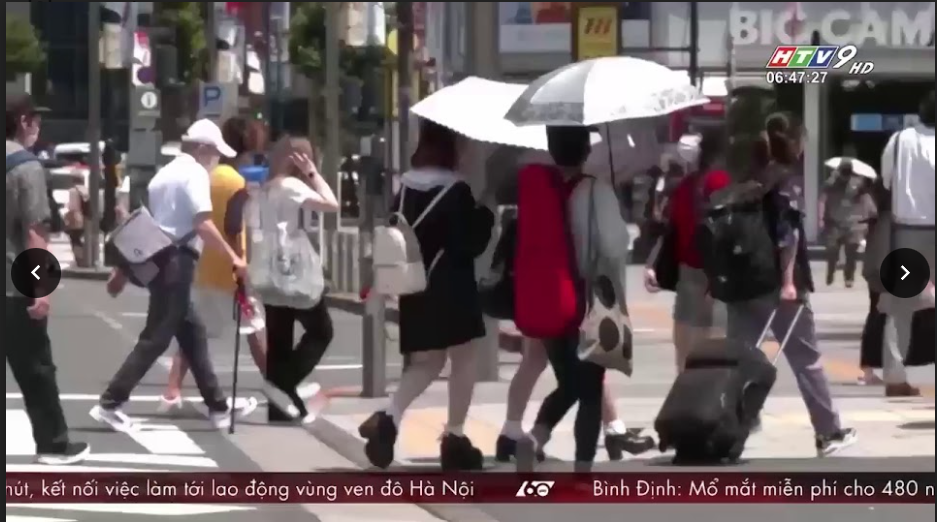 BIG CAM
HTV9 HD
06:47:27
P
i
hút, kết nối việc làm tới lao động vùng ven đô Hà Nội
60
Bình Định: Mổ mắt miễn phí cho 480 n